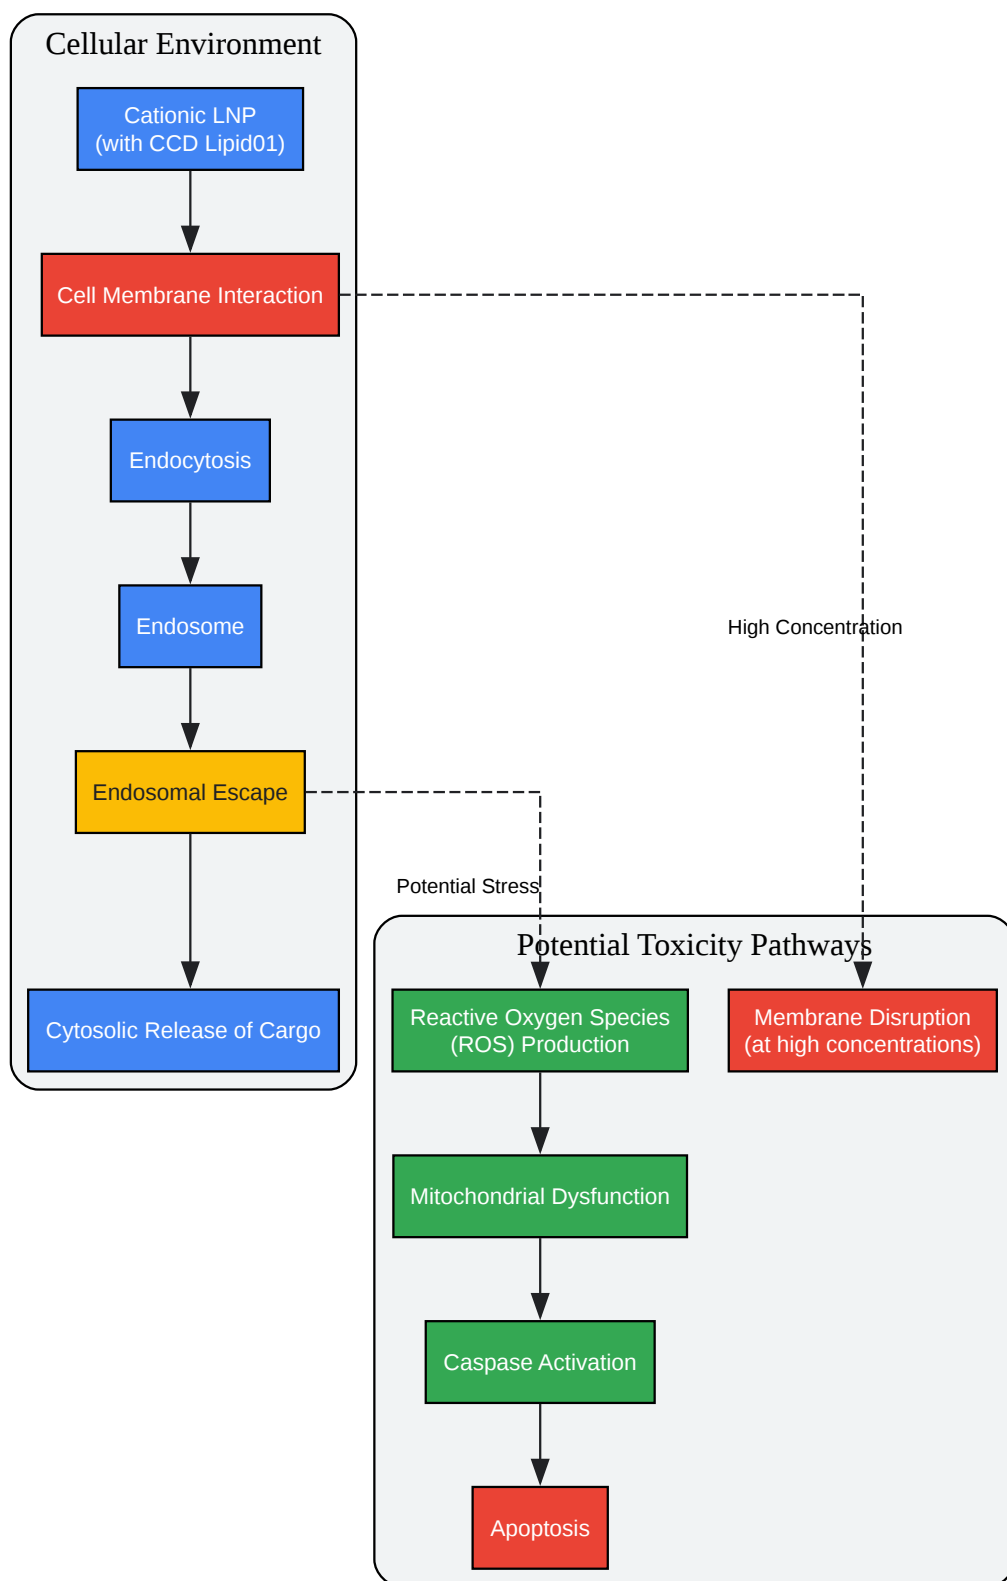 Cellular Environment
Cationic LNP
(with CCD Lipid01)
Cell Membrane Interaction
Endocytosis
Endosome
High Concentration
Endosomal Escape
Potential Stress
Potential Toxicity Pathways
Cytosolic Release of Cargo
Reactive Oxygen Species
(ROS) Production
Membrane Disruption
(at high concentrations)
Mitochondrial Dysfunction
Caspase Activation
Apoptosis